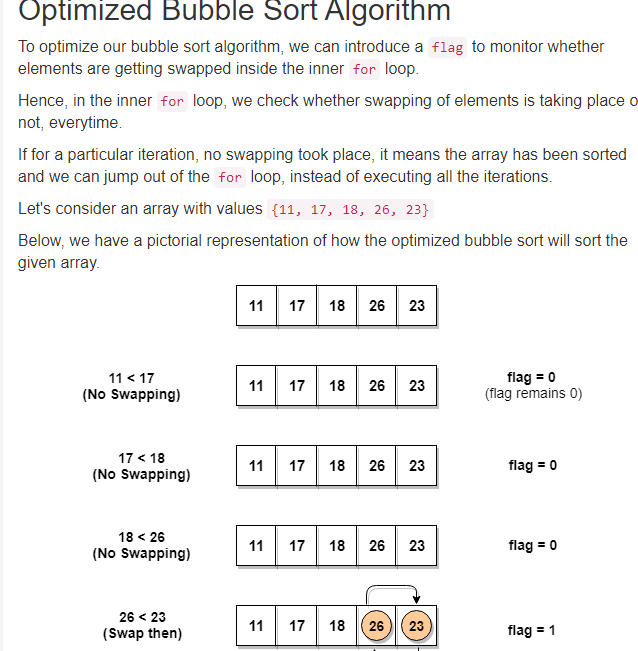 Optimized Bubble Sort Algorithm
To optimize our bubble sort algorithm, we can introduce a flag to monitor whether
elements are getting swapped inside the inner for loop.
Hence, in the inner for loop, we check whether swapping of elements is taking place o
not, everytime.
If for a particular iteration, no swapping took place, it means the array has been sorted
and we can jump out of the for loop, instead of executing all the iterations.
Let's consider an array with values {11, 17, 18, 26, 23}
Below, we have a pictorial representation of how the optimized bubble sort will sort the
given array.
11 17 18 26 23
11 < 17
(No Swapping)
11 17 18 26 23
flag = 0
(flag remains 0)
17 < 18
(No Swapping)
11 17 18 26 23
flag = 0
18 < 26
(No Swapping)
11 17 18 26 23
flag = 0
26 < 23
(Swap then)
11 17 18 26 23
flag = 1